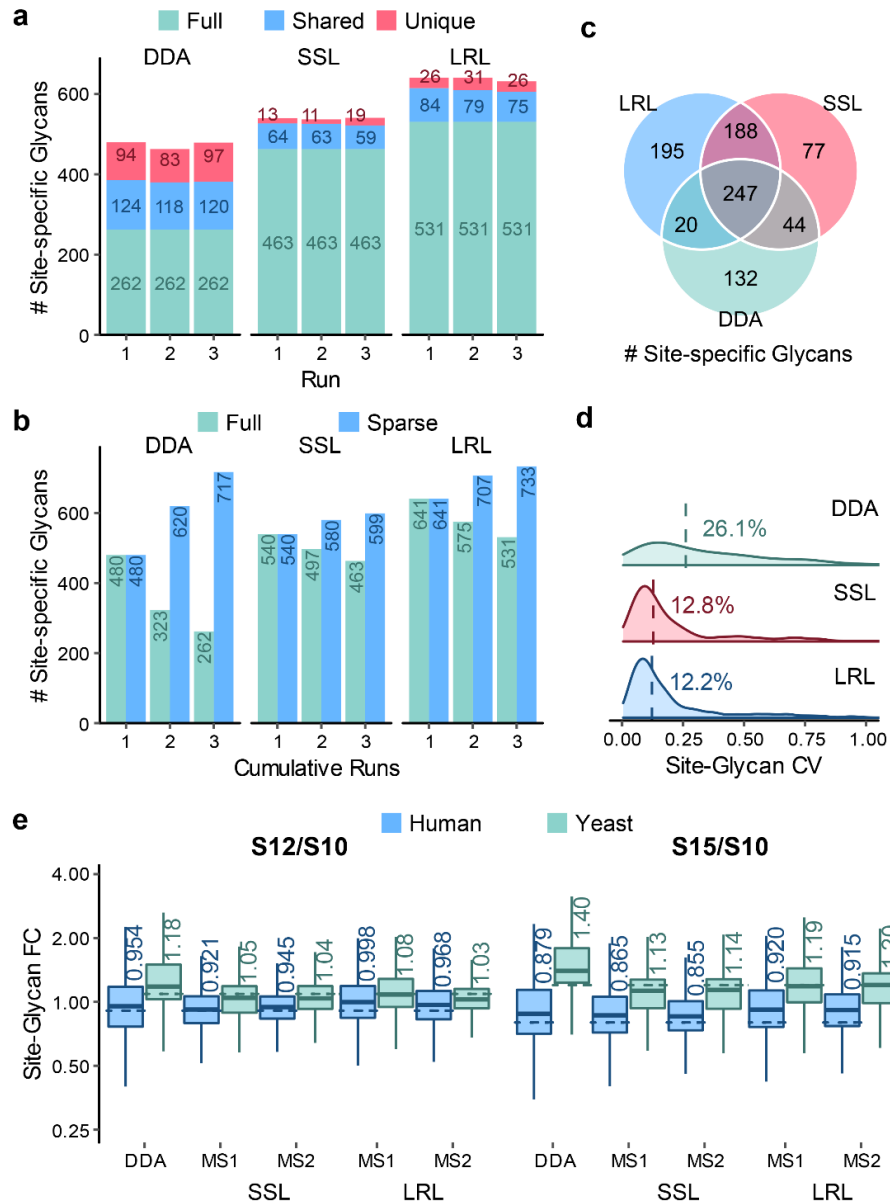 a
Full Shared Unique
DDA SSL LRL
# Site-specific Glycans
600
400
200
0
94 83 97
124 118 120
262 262 262
13 11 19
64 63 59
463 463 463
26 31 26
84 79 75
531 531 531
1 2 3 1 2 3 1 2 3
Run
c
LRL SSL
195 188 77
247
20 44
132
DDA
# Site-specific Glycans
b
Full Sparse
DDA SSL LRL
# Site-specific Glycans
600
400
200
0
480 480 323 620 262 717
540 540 497 580 463 599
641 641 575 707 531 733
1 2 3 1 2 3 1 2 3
Cumulative Runs
d
DDA
26.1%
SSL
12.8%
LRL
12.2%
0.00 0.25 0.50 0.75 1.00
Site-Glycan CV
e
Human Yeast
S12/S10 S15/S10
Site-Glycan FC
4.00
2.00
1.00
0.50
0.25
0.954 1.18 0.921 1.05 0.945 1.04 0.998 1.08 0.968 1.03
0.879 1.40 0.865 1.13 0.855 1.14 0.920 1.19 0.915 1.20
DDA MS1 MS2 MS1 MS2 DDA MS1 MS2 MS1 MS2
SSL LRL SSL LRL